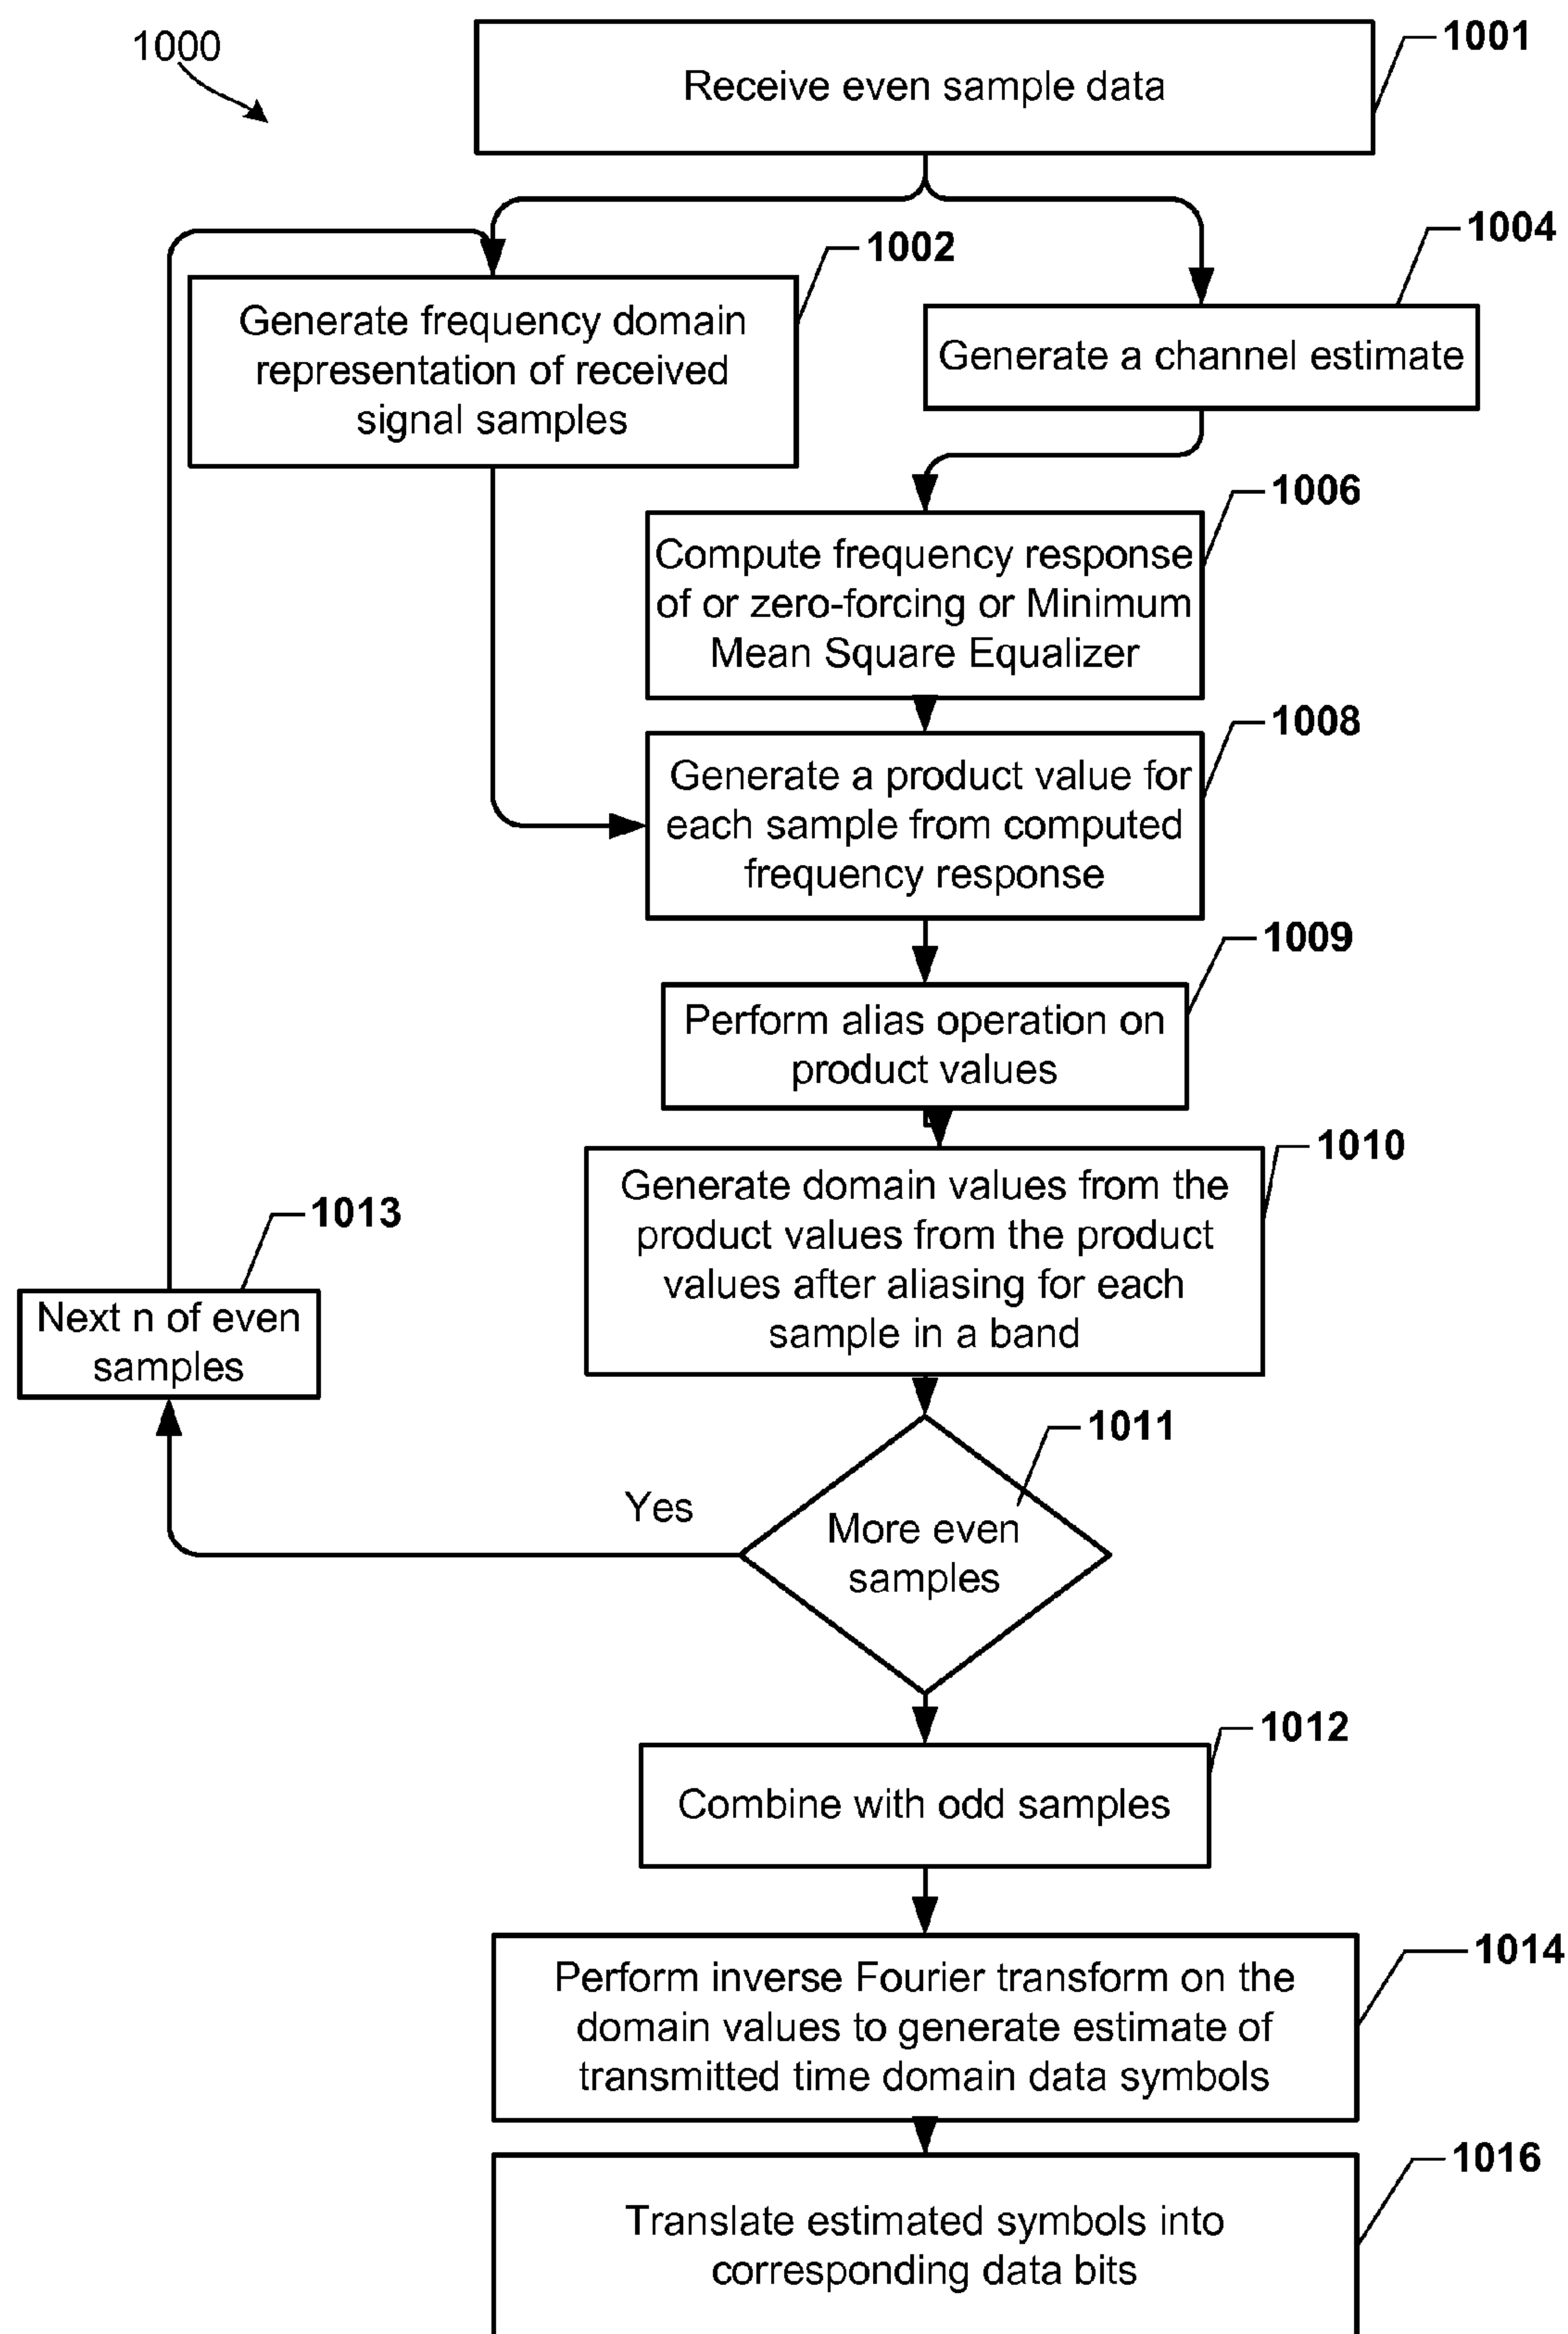 1000
1001
Receive even sample data
1002
1004
Generate frequency domain
representation of received
signal samples
Generate a channel estimate
1006
Compute frequency response
of or zero-forcing or Minimum
Mean Square Equalizer
1008
Generate a product value for
each sample from computed
frequency response
1009
Perform alias operation on
product values
1010
Generate domain values from the
product values from the product
values after aliasing for each
sample in a band
1013
Next n of even
samples
1011
Yes
More even
samples
1012
Combine with odd samples
1014
Perform inverse Fourier transform on the
domain values to generate estimate of
transmitted time domain data symbols
1016
Translate estimated symbols into
corresponding data bits